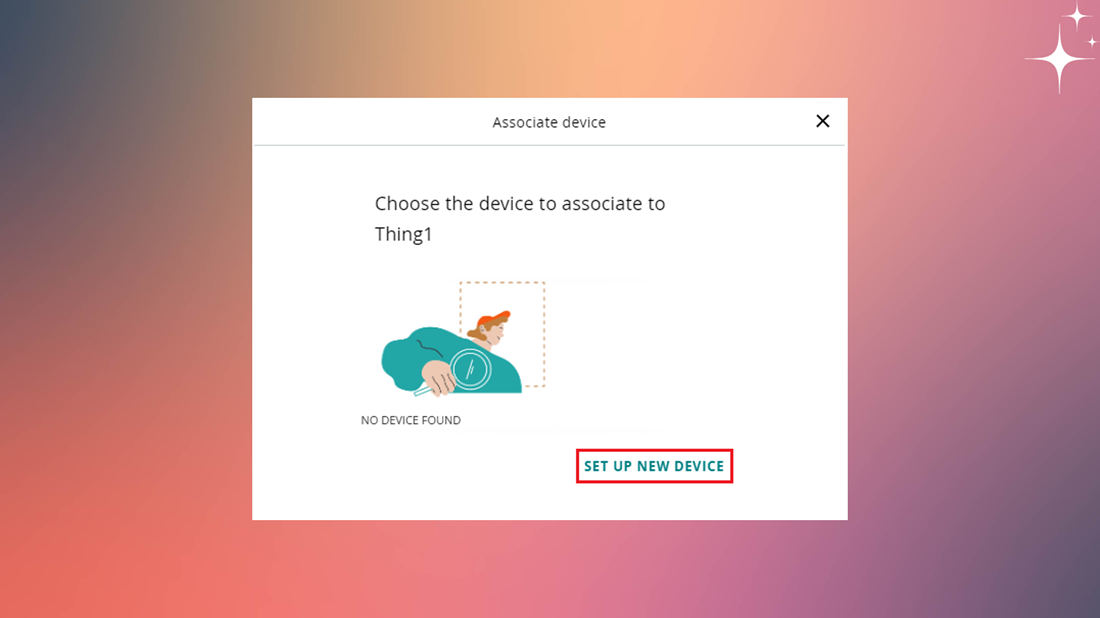 Associate device
Choose the device to associate to
Thing1
NO DEVICE FOUND
SET UP NEW DEVICE